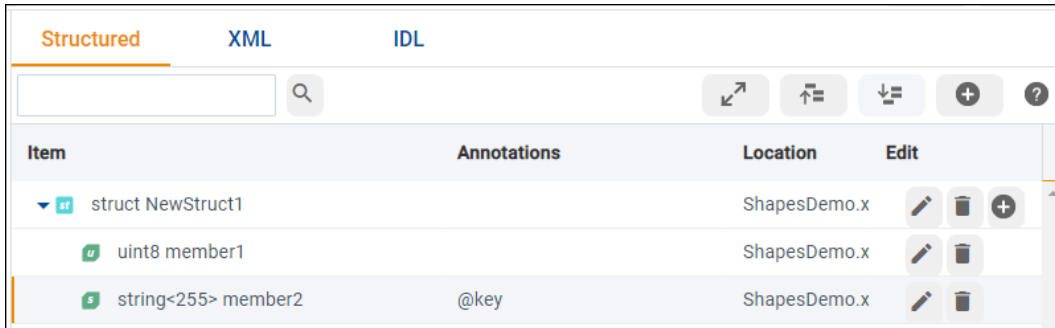 Structured XML IDL
Item Annotations Location Edit
st struct NewStruct1 ShapesDemo.x
u uint8 member1 ShapesDemo.x
s string<255> member2 @key ShapesDemo.x